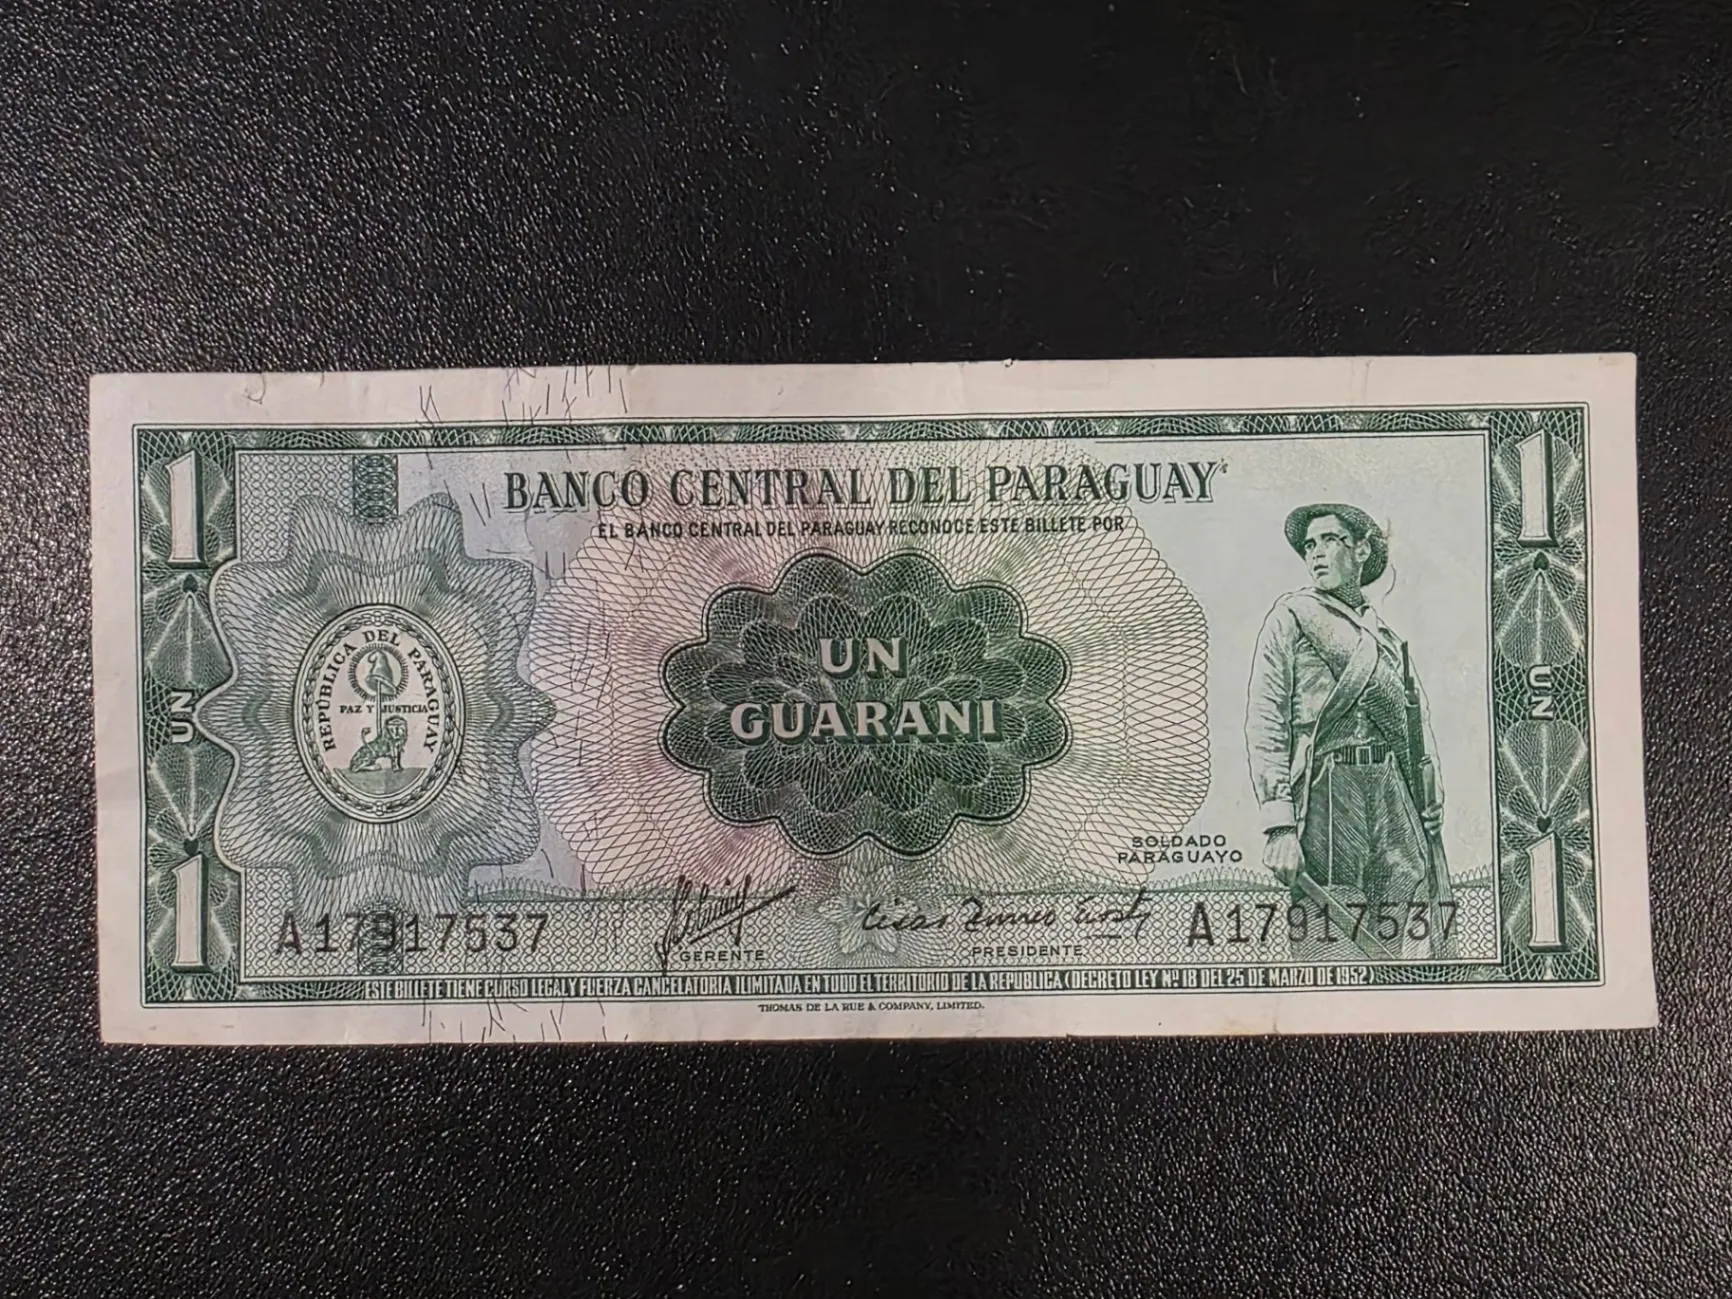 1
1
BANCO CENTRAL DEL PARAGUAY
EL BANCO CENTRAL DEL PARAGUAY RECONOCE ESTE BILLETE POR
REPUBLICA DEL PARAGUAY
PAZ Y JUSTICIA
UN
GUARANI
UN
UN
SOLDADO
PARAGUAYO
1
1
A17917537
GERENTE
PRESIDENTE
A17917537
ESTE BILLETE TIENE CURSO LEGAL Y FUERZA CANCELATORIA ILIMITADA EN TODO EL TERRITORIO DE LA REPUBLICA (DECRETO LEY Nº 18 DEL 25 DE MARZO DE 1952)
THOMAS DE LA RUE & COMPANY, LIMITED.